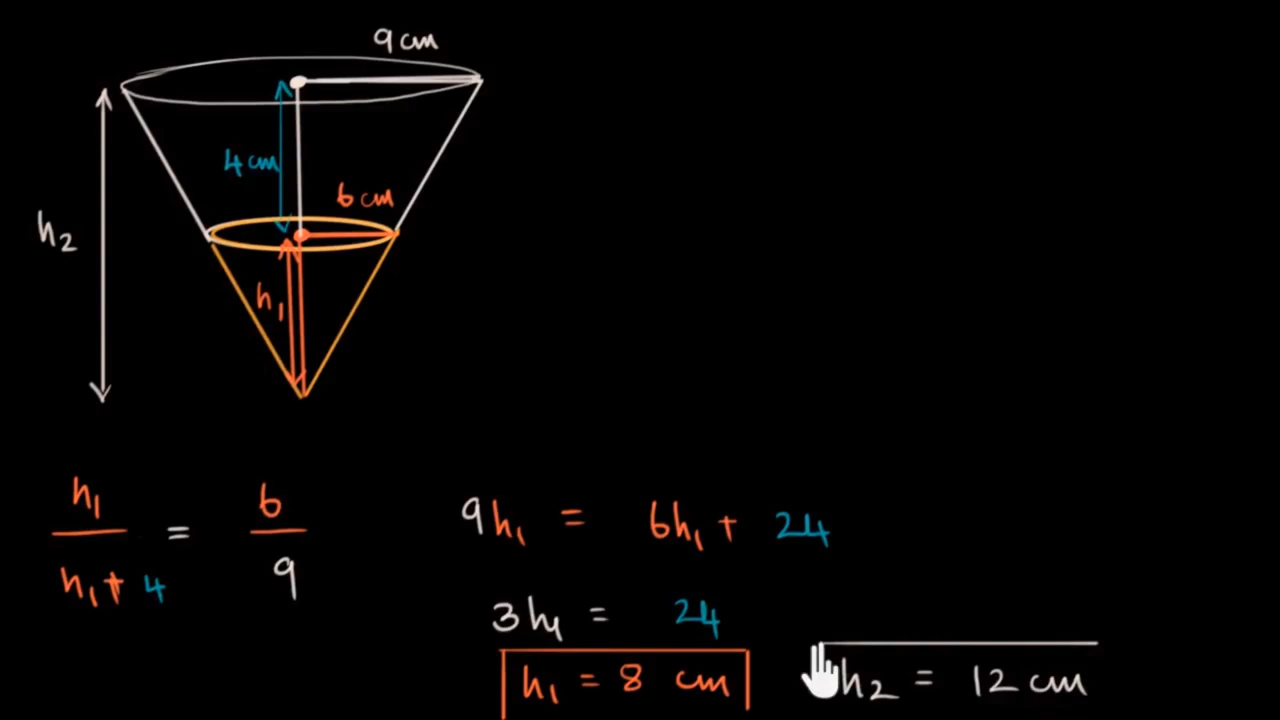 9 cm
4 cm
6 cm
h₂
h₁
h₁ / h₁ + 4 = 6 / 9
9h₁ = 6h₁ + 24
3h₁ = 24
h₁ = 8 cm
h₂ = 12 cm